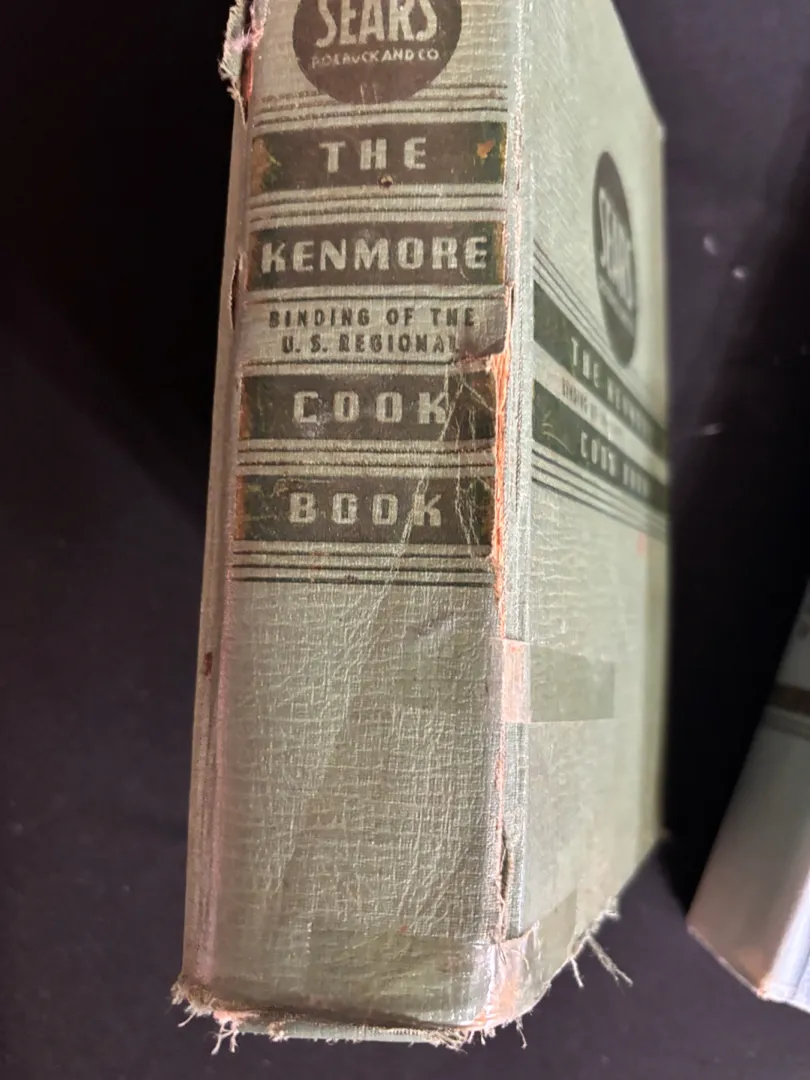 SEARS
ROEBUCK AND CO.
THE
KENMORE
BINDING OF THE
U. S. REGIONAL
COOK
BOOK
SEARS
THE KENMORE
COOK BOOK